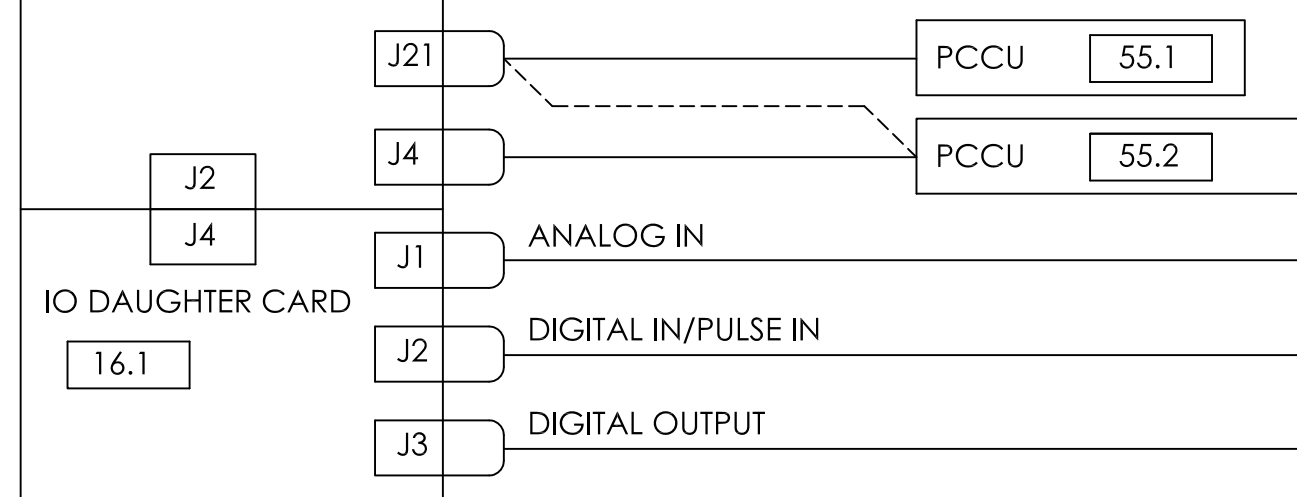 J21
PCCU 55.1
J4
PCCU 55.2
J2
J4
J1
ANALOG IN
IO DAUGHTER CARD
16.1
J2
DIGITAL IN/PULSE IN
J3
DIGITAL OUTPUT